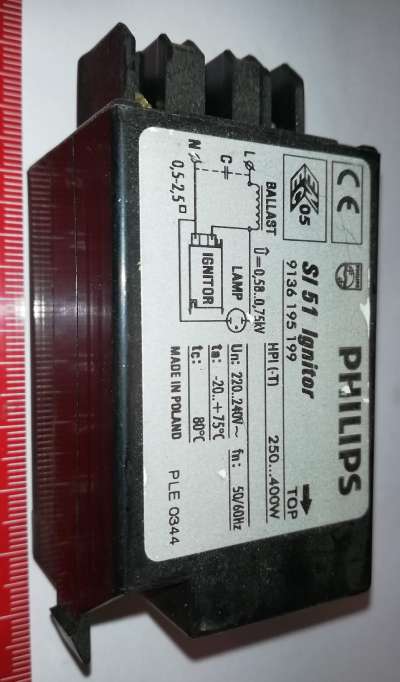 PHILIPS
→ TOP
SI 51 Ignitor
9136 195 199
CE
05
HPI (-T) 250...400W
L
C
N
BALLAST
0,5-2,5□
⇧=0,58..0,75kV
IGNITOR
LAMP
Un: 220..240V~ fn: 50/60Hz
ta: -20..+75°C
tc: 80°C
MADE IN POLAND
PLE 0344